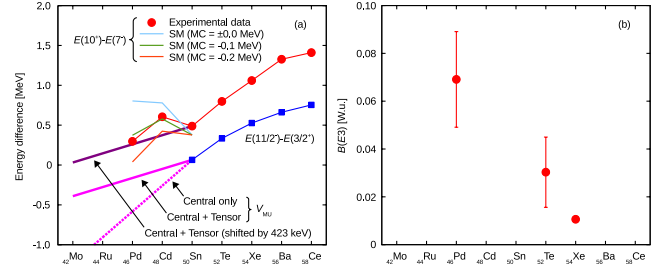 2,0
1,5
1,0
0,5
0
-0,5
-1,0
Energy difference [MeV]
(a)
E(10⁺)-E(7⁻)
Experimental data
SM (MC = ±0,0 MeV)
SM (MC = -0,1 MeV)
SM (MC = -0.2 MeV)
E(11/2⁻)-E(3/2⁺)
Central only
Central + Tensor
V_MU
Central + Tensor (shifted by 423 keV)
₄₂Mo ₄₄Ru ₄₆Pd ₄₈Cd ₅₀Sn ₅₂Te ₅₄Xe ₅₆Ba ₅₈Ce
0,10
0,08
0,06
0.04
0.02
0
B(E3) [W.u.]
(b)
₄₂Mo ₄₄Ru ₄₆Pd ₄₈Cd ₅₀Sn ₅₂Te ₅₄Xe ₅₆Ba ₅₈Ce